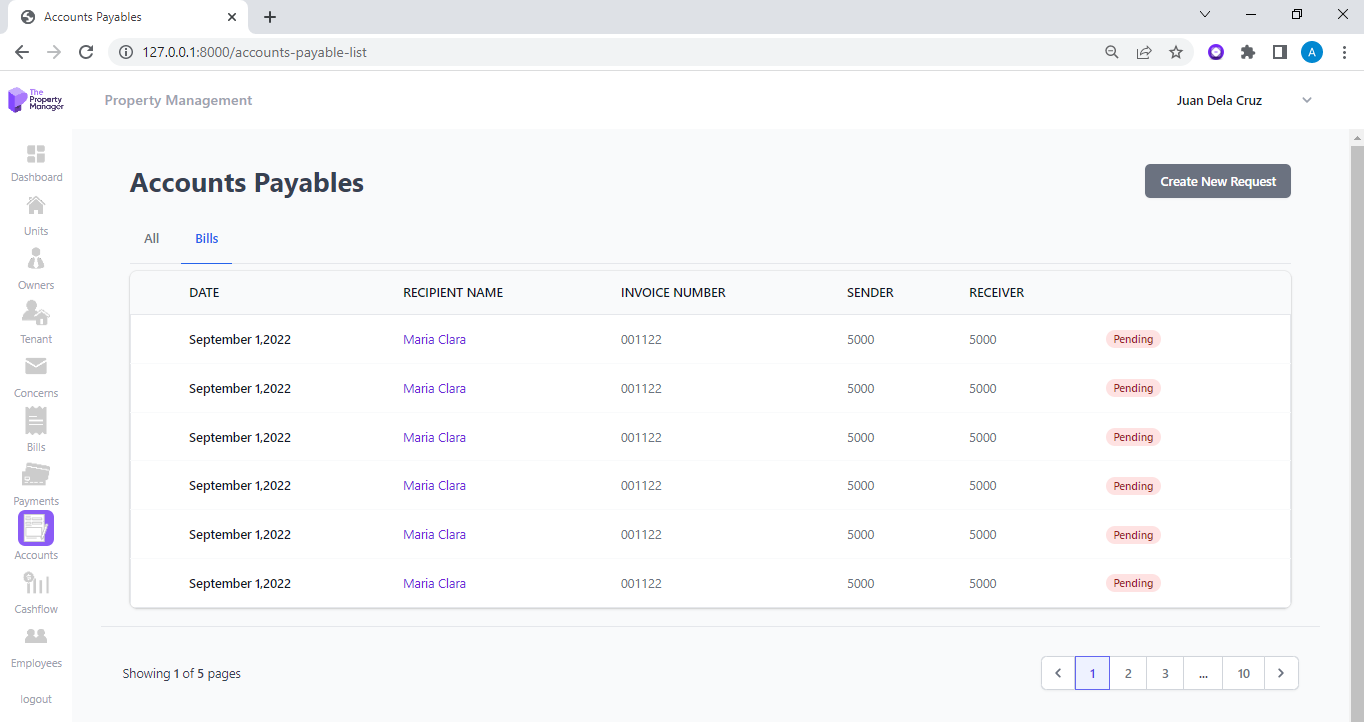 Accounts Payables
127.0.0.1:8000/accounts-payable-list
A
The
Property
Manager
Property Management
Juan Dela Cruz
Dashboard
Units
Owners
Tenant
Concerns
Bills
Payments
Accounts
Cashflow
Employees
logout
Accounts Payables
Create New Request
All Bills
DATE RECIPIENT NAME INVOICE NUMBER SENDER RECEIVER
September 1,2022 Maria Clara 001122 5000 5000 Pending
September 1,2022 Maria Clara 001122 5000 5000 Pending
September 1,2022 Maria Clara 001122 5000 5000 Pending
September 1,2022 Maria Clara 001122 5000 5000 Pending
September 1,2022 Maria Clara 001122 5000 5000 Pending
September 1,2022 Maria Clara 001122 5000 5000 Pending
Showing 1 of 5 pages
1 2 3 ... 10